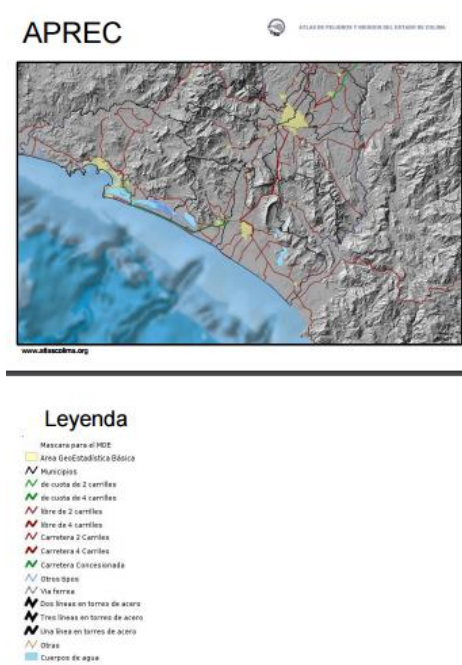 APREC
ATLAS DE PELIGROS Y RIESGOS DEL ESTADO DE COLIMA
www.atlascolima.org
Leyenda
Mascara para el MDE
Area GeoEstadística Básica
Municipios
de cuota de 2 carriles
de cuota de 4 carriles
libre de 2 carriles
libre de 4 carriles
Carretera 2 Carriles
Carretera 4 Carriles
Carretera Concesionada
Otros tipos
Via ferrea
Dos líneas en torres de acero
Tres líneas en torres de acero
Una línea en torres de acero
Otras
Cuerpos de agua